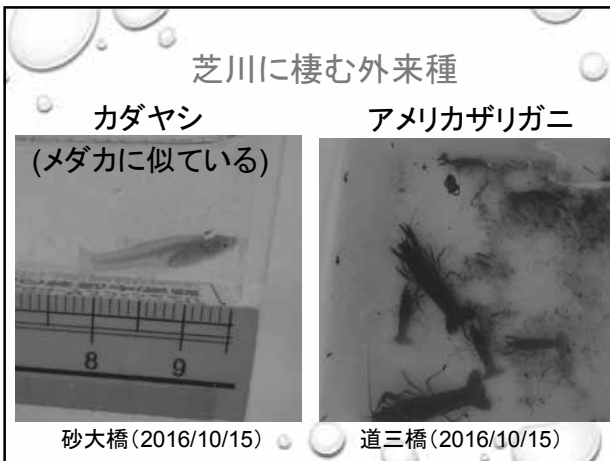 芝川に棲む外来種
カダヤシ
(メダカに似ている)
アメリカザリガニ
8 9
砂大橋(2016/10/15)
道三橋(2016/10/15)